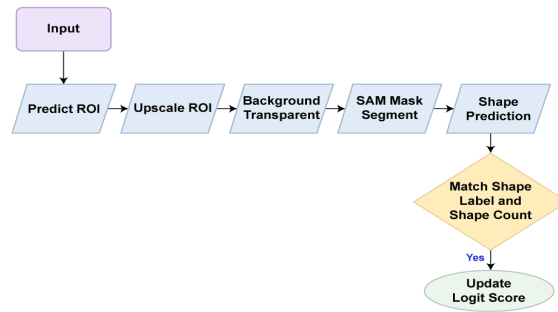 Input
Predict ROI
Upscale ROI
Background
Transparent
SAM Mask
Segment
Shape
Prediction
Match Shape
Label and
Shape Count
Yes
Update
Logit Score